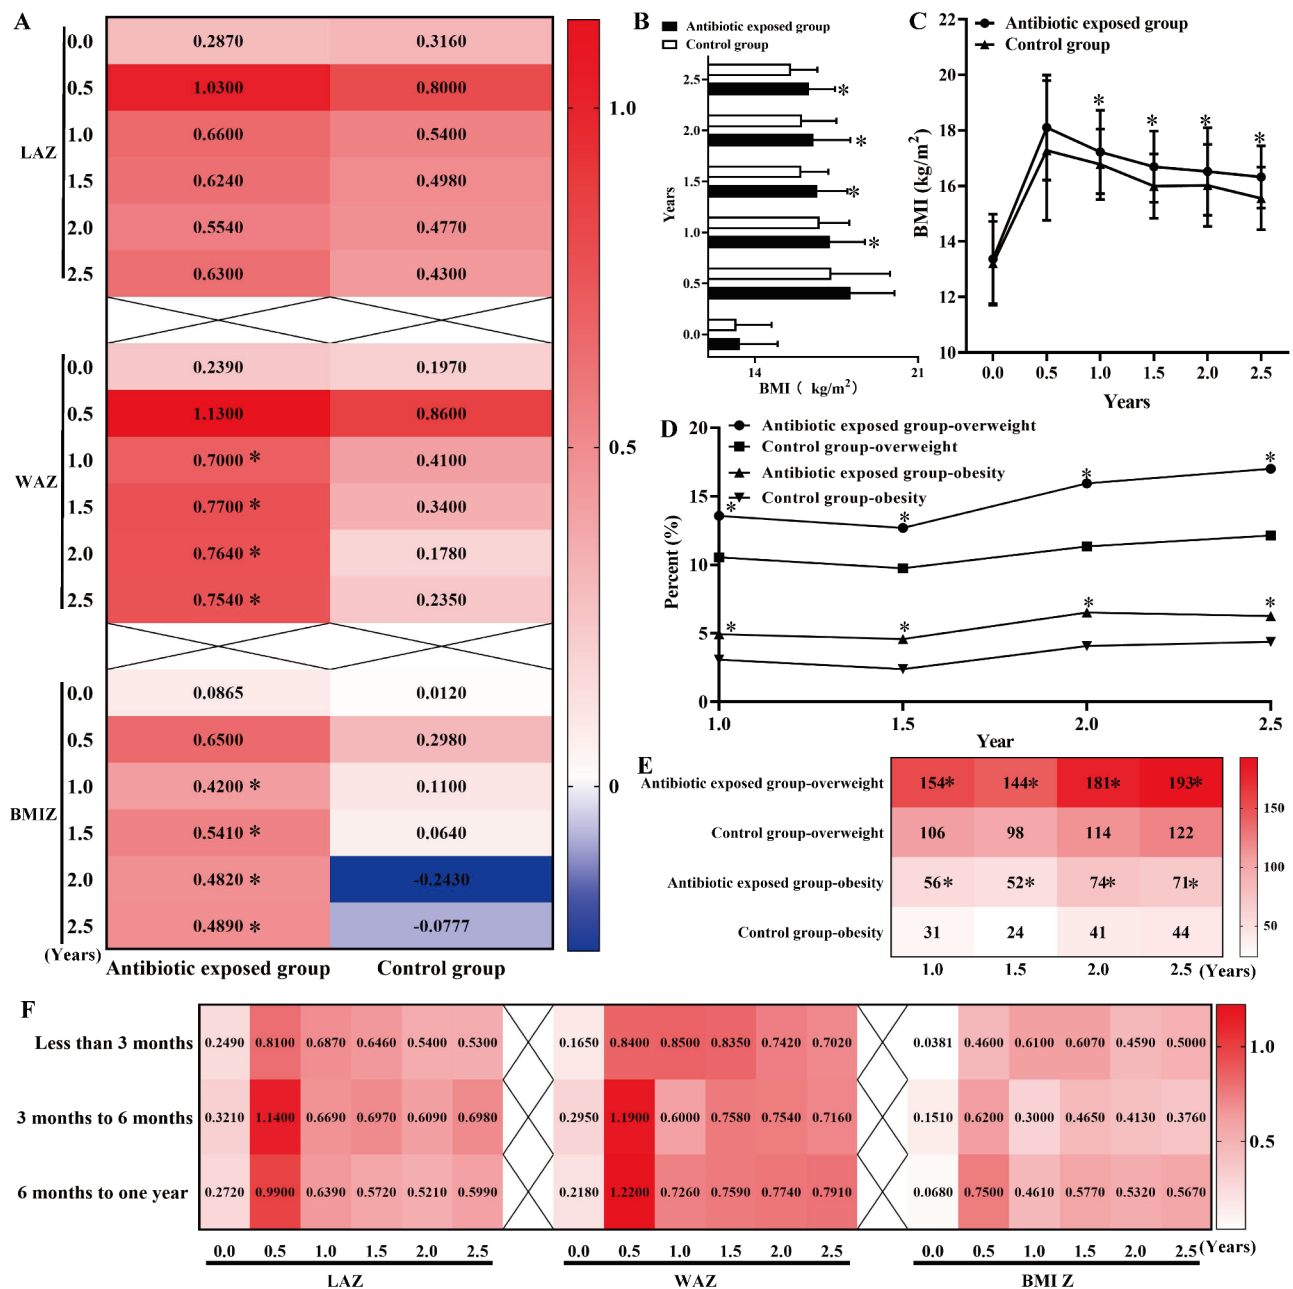 A
LAZ
0.0 0.2870 0.3160
0.5 1.0300 0.8000
1.0 0.6600 0.5400
1.5 0.6240 0.4980
2.0 0.5540 0.4770
2.5 0.6300 0.4300
WAZ
0.0 0.2390 0.1970
0.5 1.1300 0.8600
1.0 0.7000 * 0.4100
1.5 0.7700 * 0.3400
2.0 0.7640 * 0.1780
2.5 0.7540 * 0.2350
BMIZ
0.0 0.0865 0.0120
0.5 0.6500 0.2980
1.0 0.4200 * 0.1100
1.5 0.5410 * 0.0640
2.0 0.4820 * -0.2430
2.5 0.4890 * -0.0777
(Years)
Antibiotic exposed group Control group
1.0
0.5
0
B
Antibiotic exposed group
Control group
Years
2.5 *
2.0 *
1.5 *
1.0 *
0.5
0.0
14 21
BMI ( kg/m²)
C
Antibiotic exposed group
Control group
BMI (kg/m²)
22
20
18
16
14
12
10
* * * *
0.0 0.5 1.0 1.5 2.0 2.5
Years
D
Antibiotic exposed group-overweight
Control group-overweight
Antibiotic exposed group-obesity
Control group-obesity
Percent (%)
20
15
10
5
0
* * * *
* * * *
1.0 1.5 2.0 2.5
Year
E
Antibiotic exposed group-overweight 154* 144* 181* 193*
Control group-overweight 106 98 114 122
Antibiotic exposed group-obesity 56* 52* 74* 71*
Control group-obesity 31 24 41 44
1.0 1.5 2.0 2.5 (Years)
150
100
50
F
Less than 3 months 0.2490 0.8100 0.6870 0.6460 0.5400 0.5300 0.1650 0.8400 0.8500 0.8350 0.7420 0.7020 0.0381 0.4600 0.6100 0.6070 0.4590 0.5000
3 months to 6 months 0.3210 1.1400 0.6690 0.6970 0.6090 0.6980 0.2950 1.1900 0.6000 0.7580 0.7540 0.7160 0.1510 0.6200 0.3000 0.4650 0.4130 0.3760
6 months to one year 0.2720 0.9900 0.6390 0.5720 0.5210 0.5990 0.2180 1.2200 0.7260 0.7590 0.7740 0.7910 0.0680 0.7500 0.4610 0.5770 0.5320 0.5670
0.0 0.5 1.0 1.5 2.0 2.5 0.0 0.5 1.0 1.5 2.0 2.5 0.0 0.5 1.0 1.5 2.0 2.5 (Years)
LAZ WAZ BMI Z
1.0
0.5